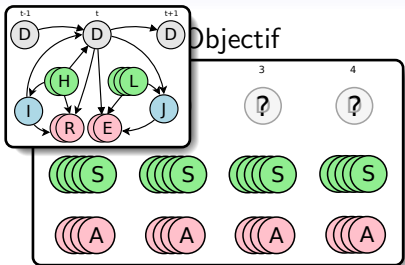 t-1 t t+1
D D D
Objectif
3 4
H L
? ?
I J
R E
S S S S
A A A A